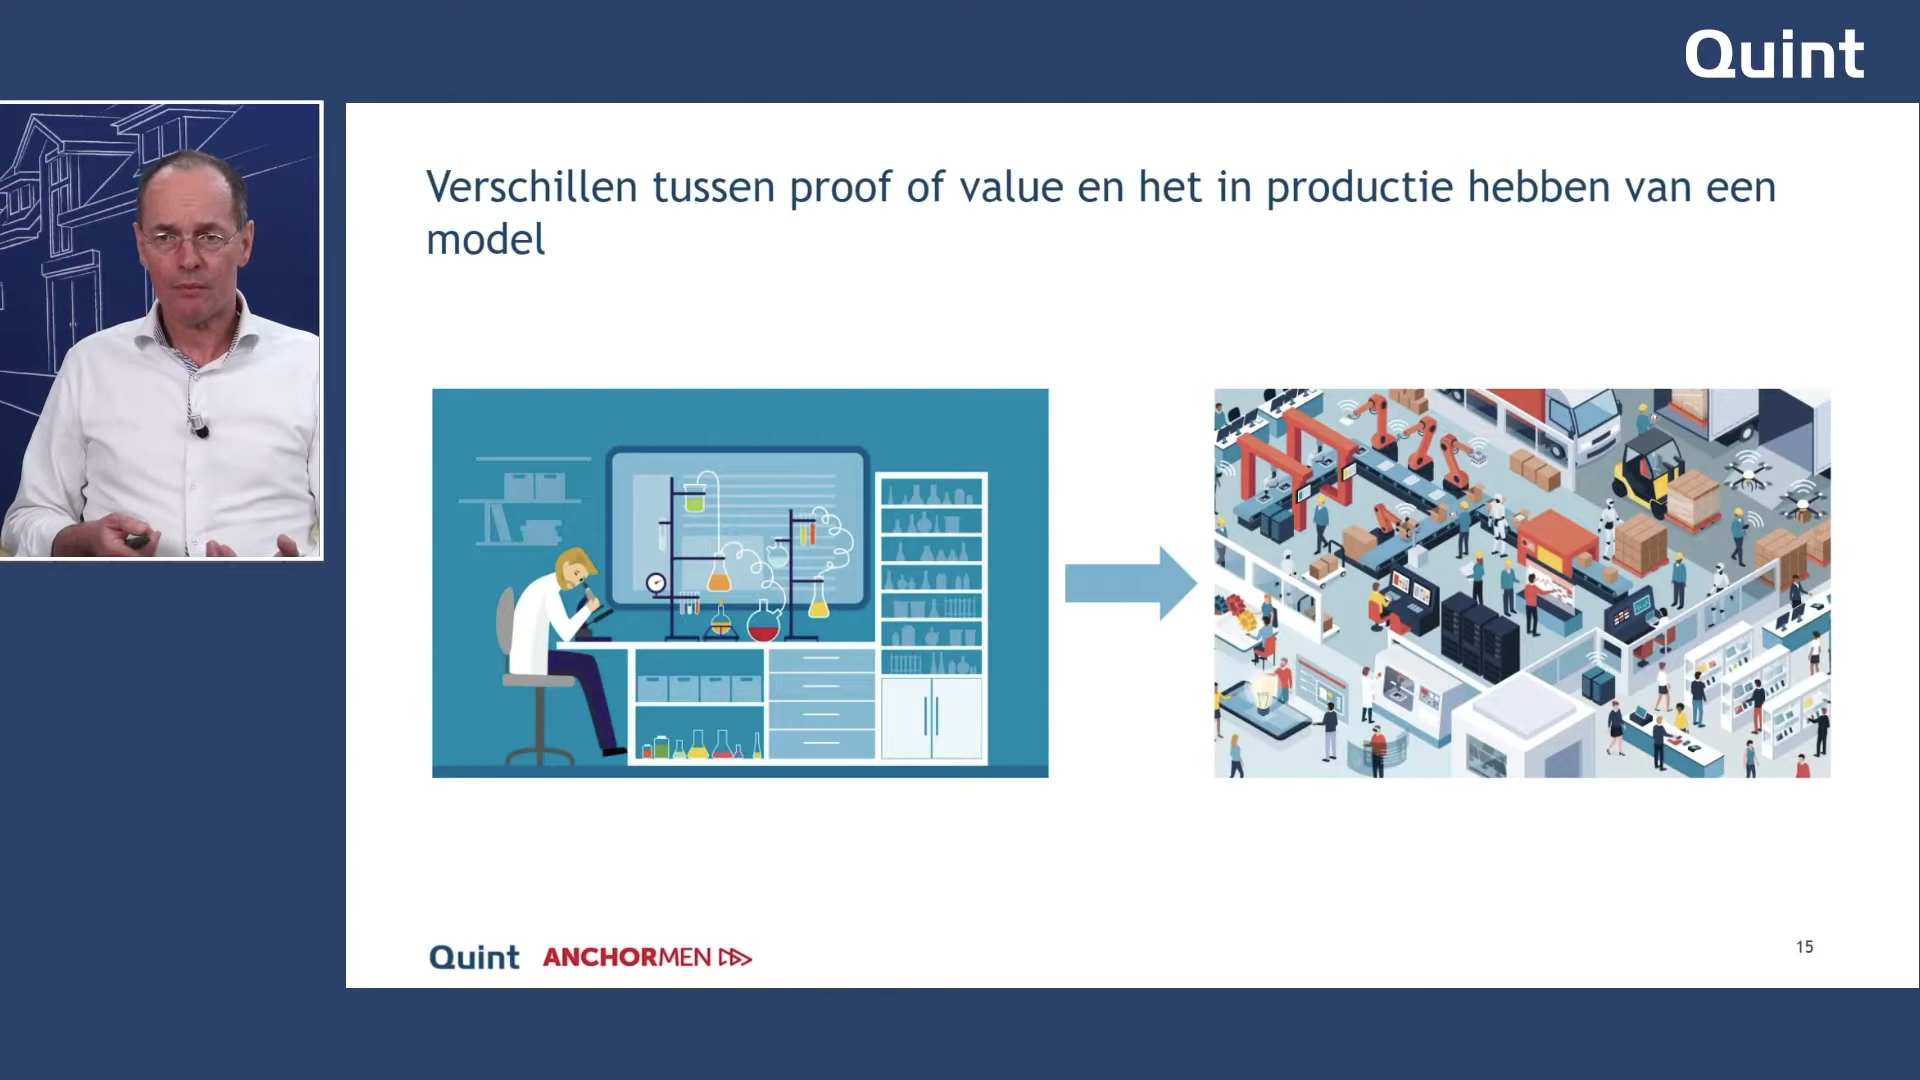 Quint
Verschillen tussen proof of value en het in productie hebben van een
model
Quint ANCHORMEN
15